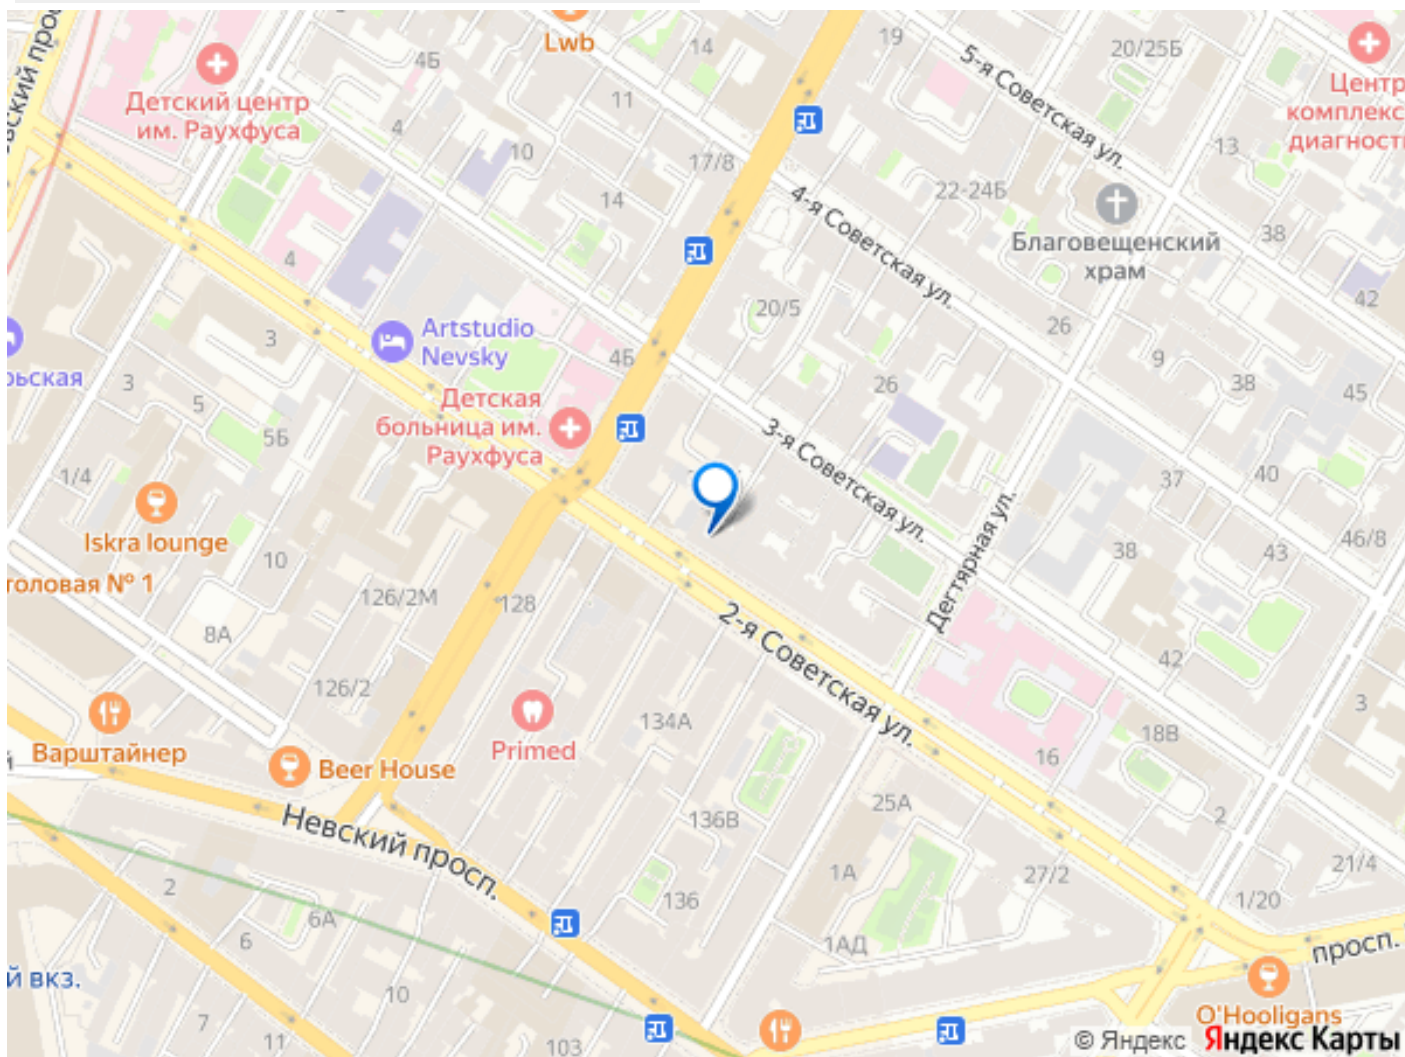 Lwb
14
19
5-я Советская ул.
20/25Б
Центр
комплекс
диагност
Детский центр
им. Раухфуса
4Б
11
4
10
17/8
14
4-я Советская ул.
22-24Б
13
38
Благовещенский
храм
42
4
3
20/5
26
9
Artstudio
Nevsky
4Б
рьская
3
5
5Б
1/4
Детская
больница им.
Раухфуса
26
38
45
3-я Советская ул.
37
40
Iskra lounge
толовая № 1
10
8А
126/2М
128
126/2
Дегтярная ул.
38
43
46/8
2-я Советская ул.
42
18В
3
16
2
Варштайнер
Beer House
Primed
134А
136В
136
25А
1А
1АД
27/2
21/4
1/20
Невский просп.
2
6А
6
10
7
11
103
й вкз.
просп.
O'Hooligans
© Яндекс Яндекс Карты